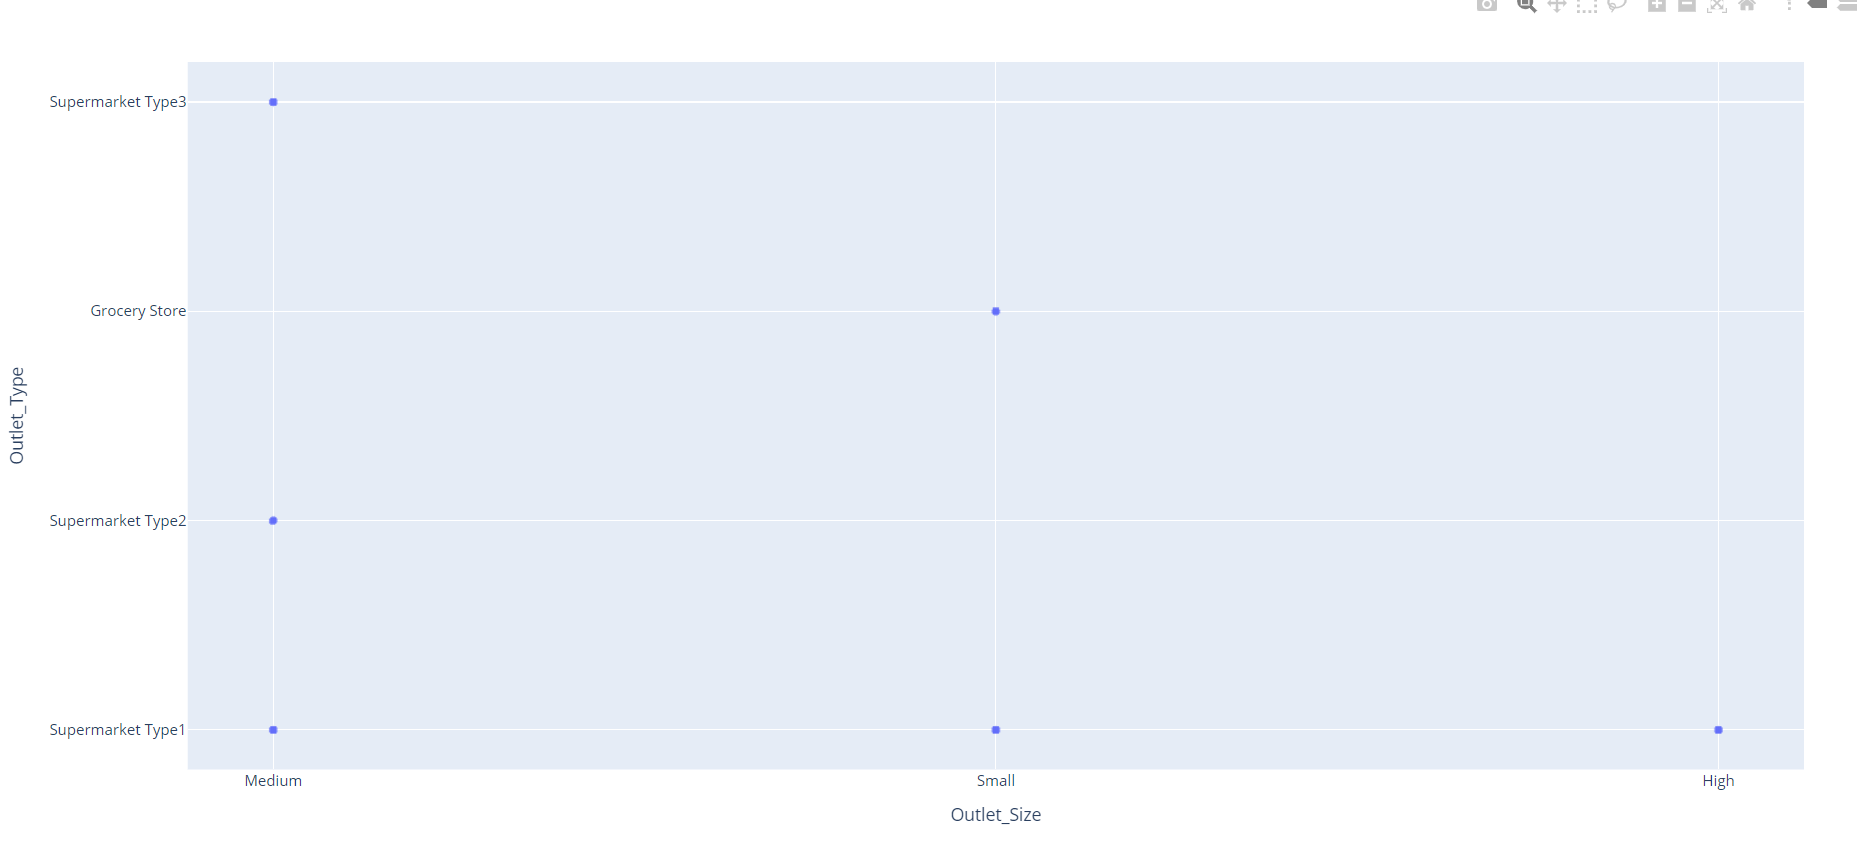 Supermarket Type3
Grocery Store
Outlet_Type
Supermarket Type2
Supermarket Type1
Medium
Small
High
Outlet_Size